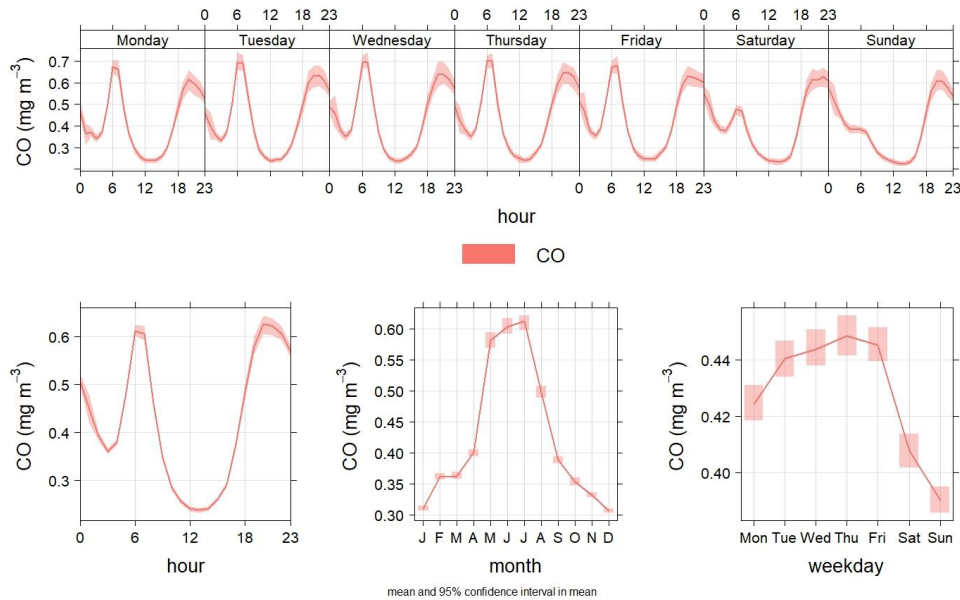 0 6 12 18 23 0 6 12 18 23 0 6 12 18 23
Monday Tuesday Wednesday Thursday Friday Saturday Sunday
CO (mg m⁻³)
0.7
0.6
0.5
0.4
0.3
0 6 12 18 23 0 6 12 18 23 0 6 12 18 23 0 6 12 18 23
hour
CO
CO (mg m⁻³)
0.6
0.5
0.4
0.3
0 6 12 18 23
hour
CO (mg m⁻³)
0.60
0.55
0.50
0.45
0.40
0.35
0.30
J F M A M J J A S O N D
month
CO (mg m⁻³)
0.44
0.42
0.40
Mon Tue Wed Thu Fri Sat Sun
weekday
mean and 95% confidence interval in mean